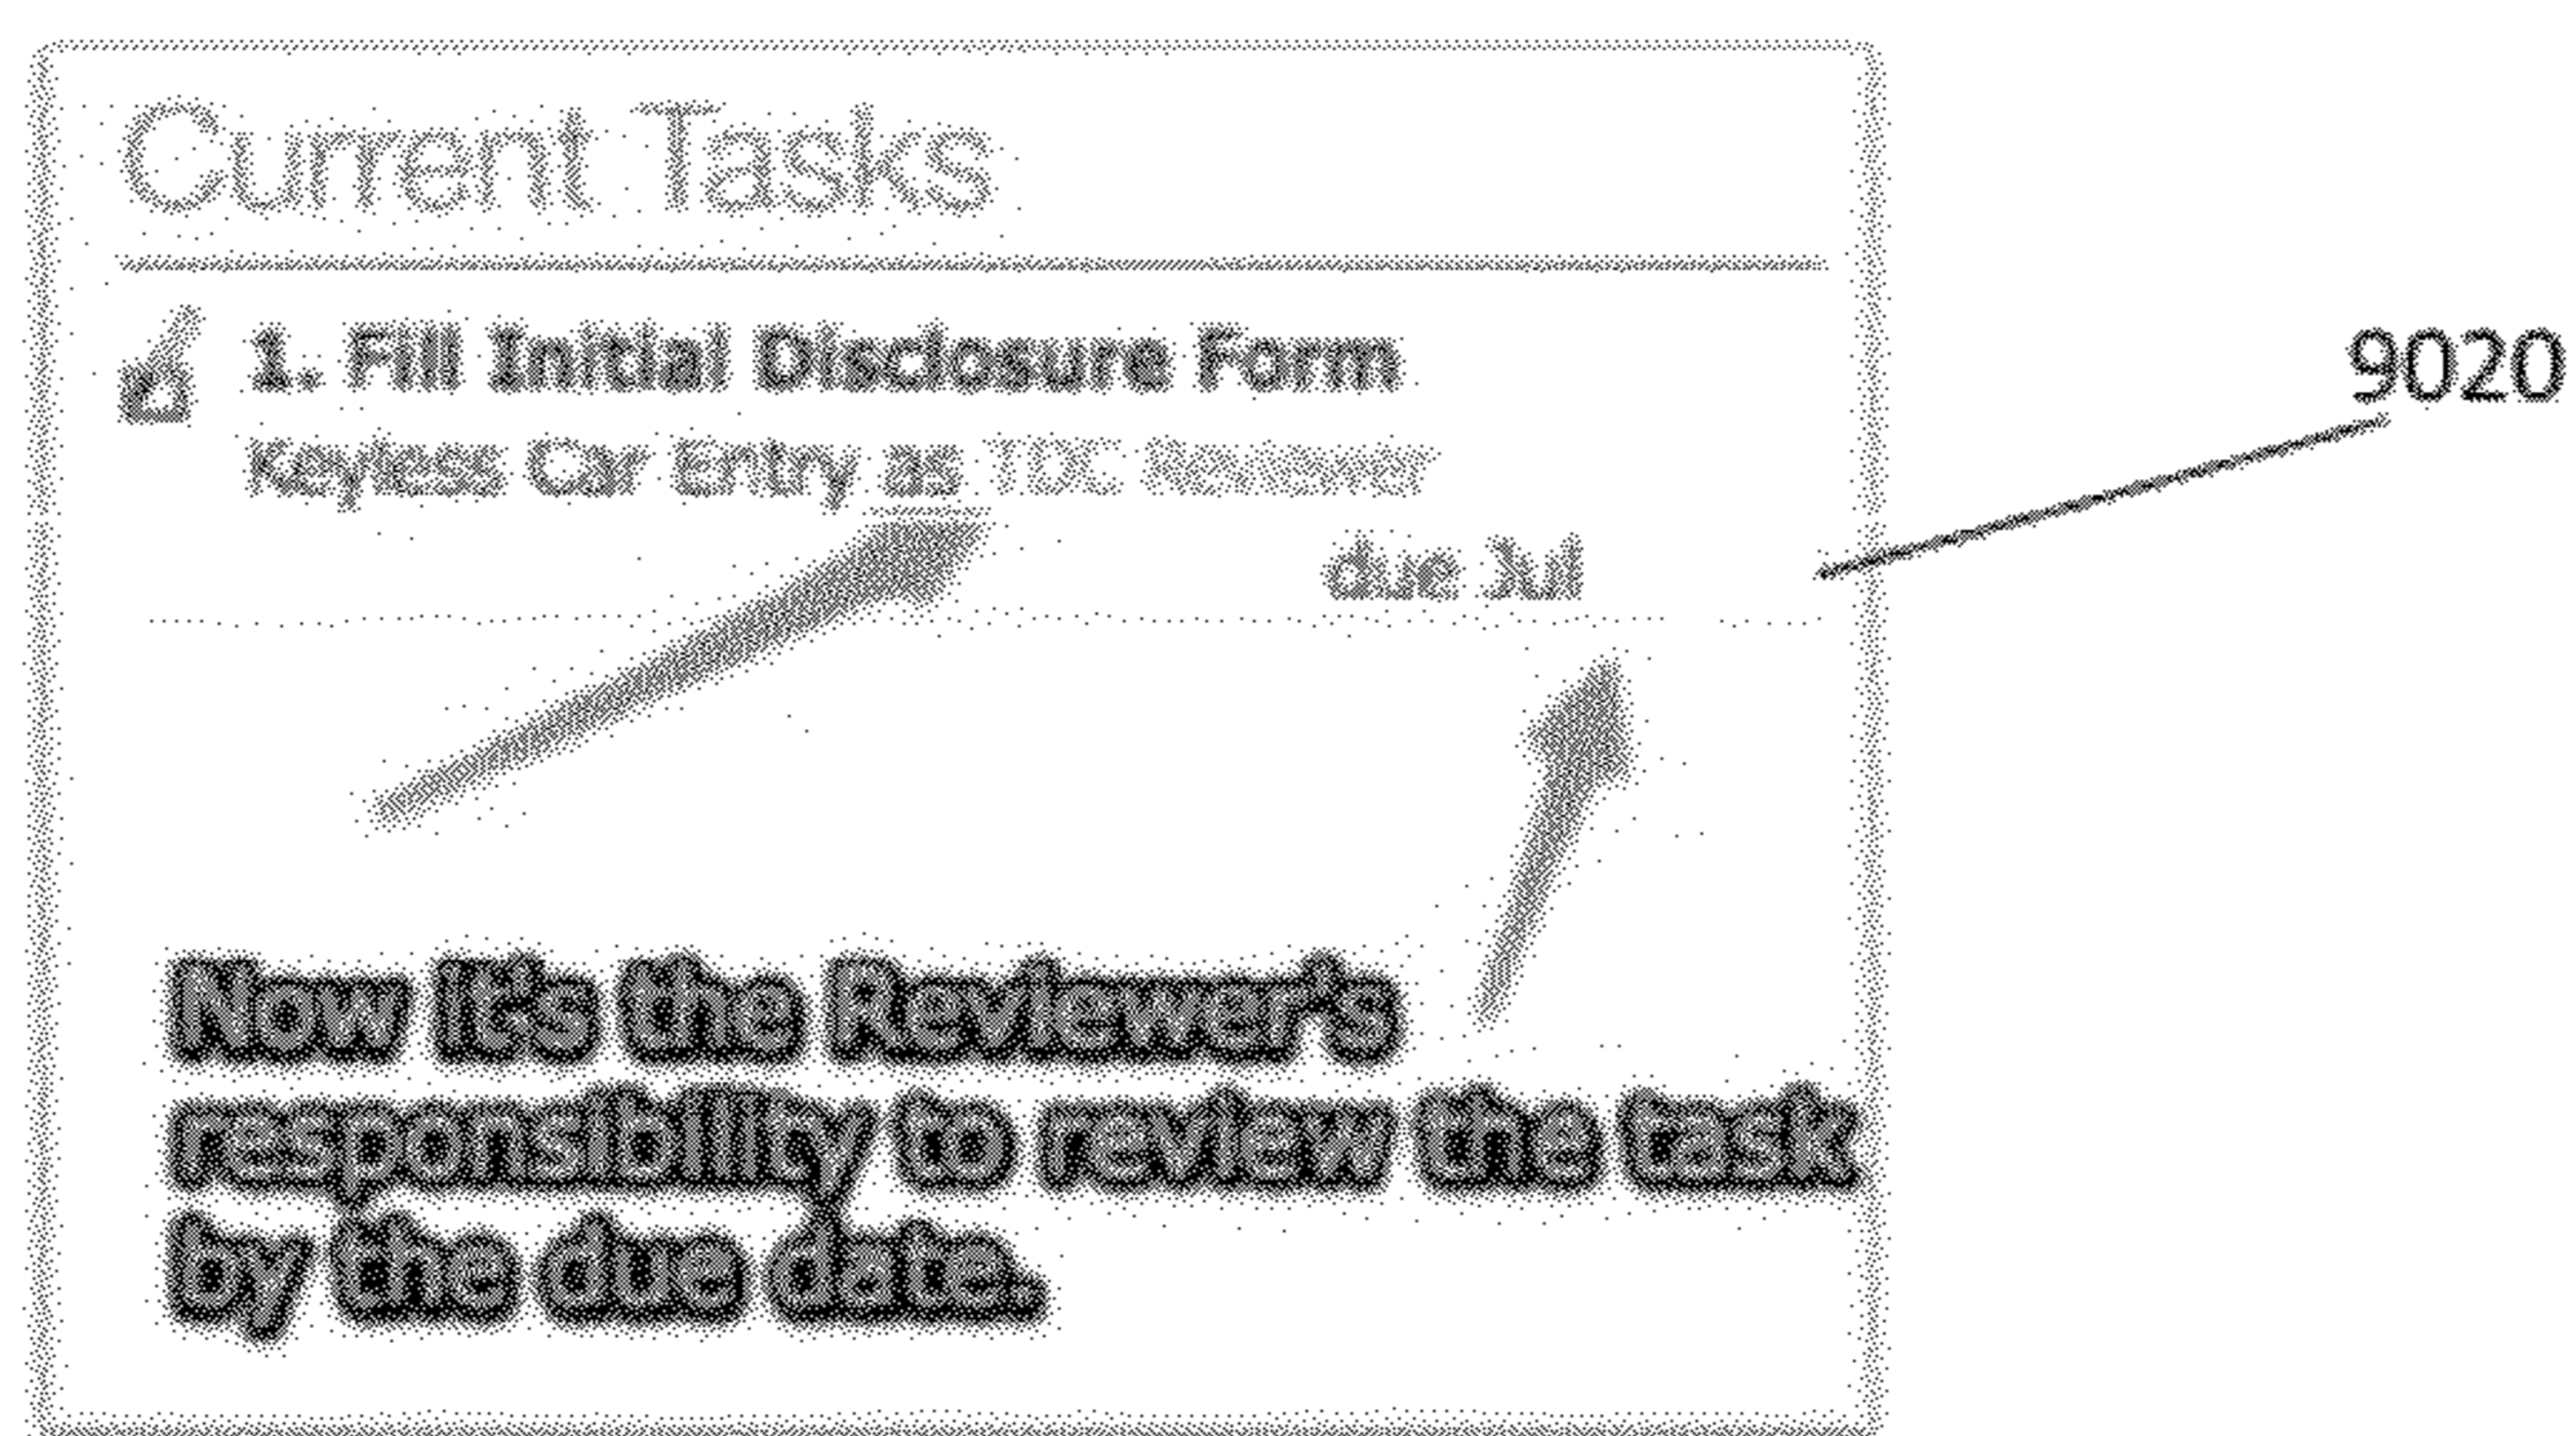 Current Tasks
1. Fill Initial Disclosure Form
9020
Keyless Car Entry as TDC Reviewer
due Jul
Now it's the Reviewer's
responsibility to review the task
by the due date.